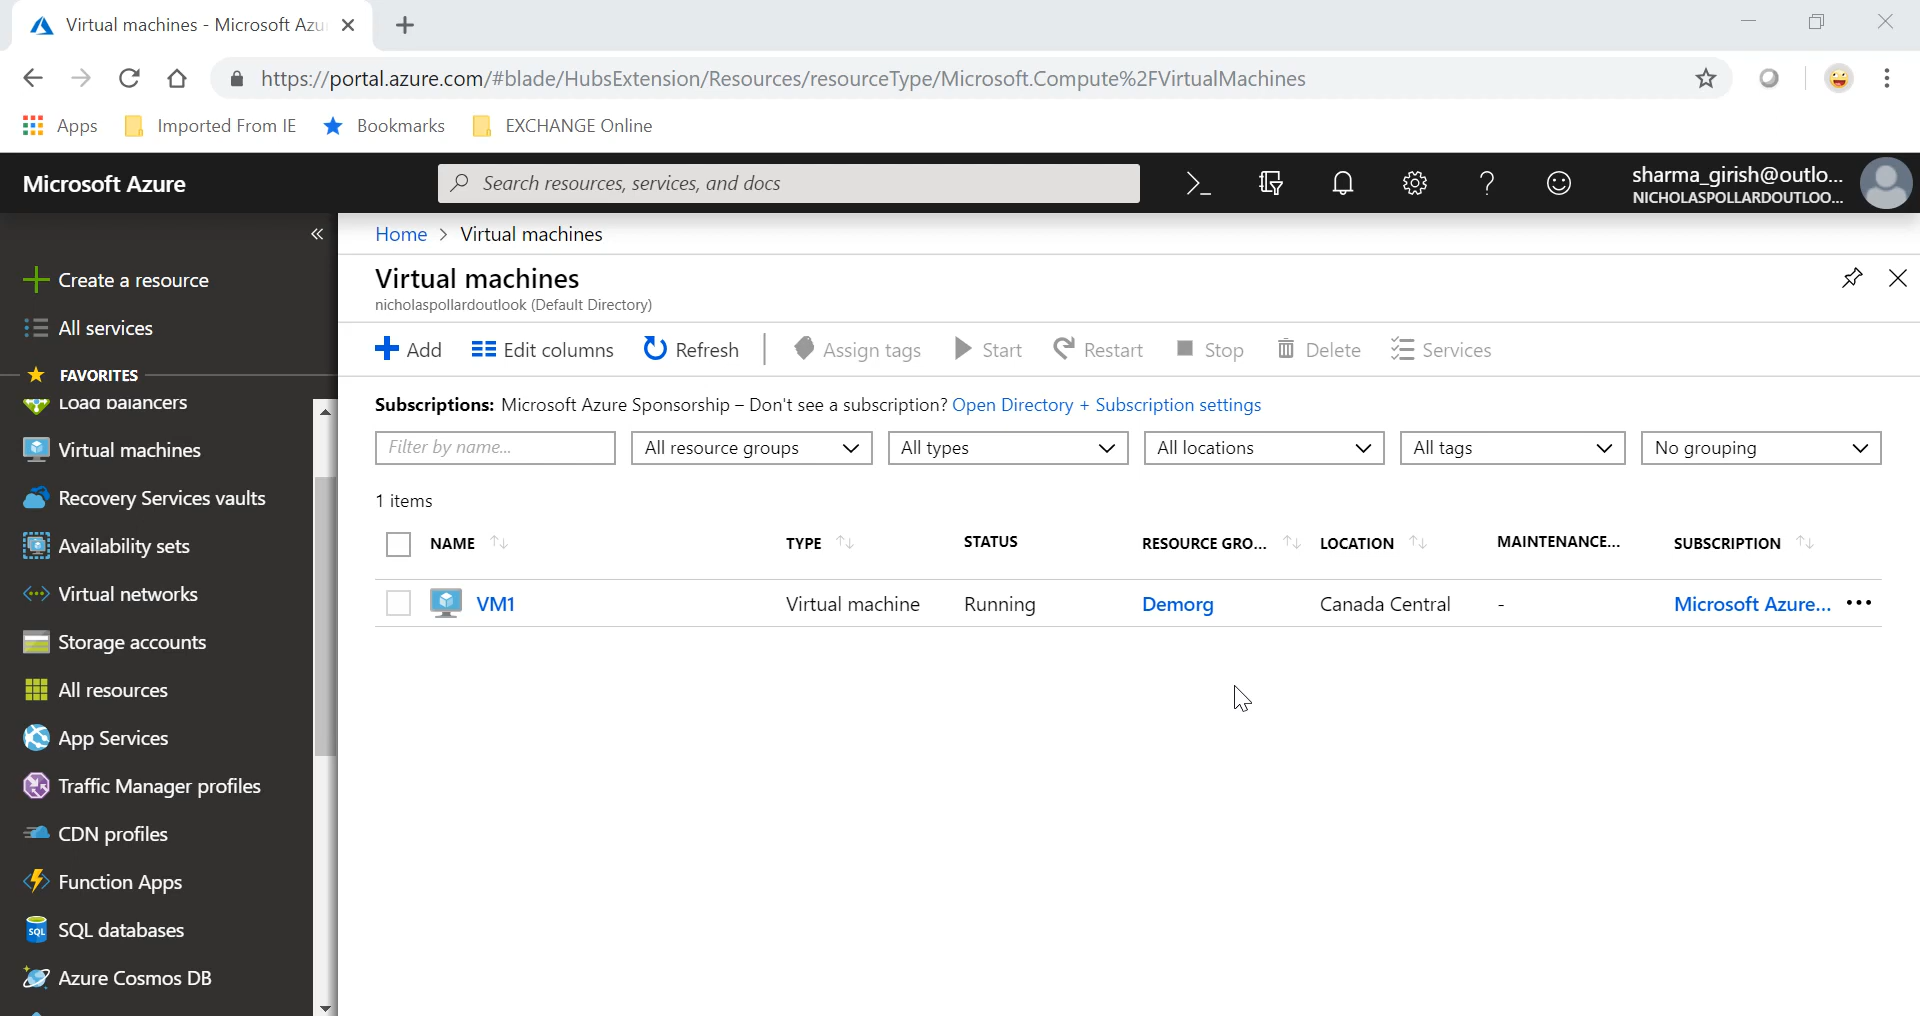 Virtual machines - Microsoft Azu
https://portal.azure.com/#blade/HubsExtension/Resources/resourceType/Microsoft.Compute%2FVirtualMachines
Apps Imported From IE Bookmarks EXCHANGE Online
Microsoft Azure
Search resources, services, and docs
sharma_girish@outlo...
NICHOLASPOLLARDOUTLOO...
Create a resource
All services
FAVORITES
Load balancers
Virtual machines
Recovery Services vaults
Availability sets
Virtual networks
Storage accounts
All resources
App Services
Traffic Manager profiles
CDN profiles
Function Apps
SQL databases
Azure Cosmos DB
Home > Virtual machines
Virtual machines
nicholaspollardoutlook (Default Directory)
Add Edit columns Refresh Assign tags Start Restart Stop Delete Services
Subscriptions: Microsoft Azure Sponsorship – Don't see a subscription? Open Directory + Subscription settings
Filter by name... All resource groups All types All locations All tags No grouping
1 items
NAME TYPE STATUS RESOURCE GRO... LOCATION MAINTENANCE... SUBSCRIPTION
VM1 Virtual machine Running Demorg Canada Central - Microsoft Azure... •••